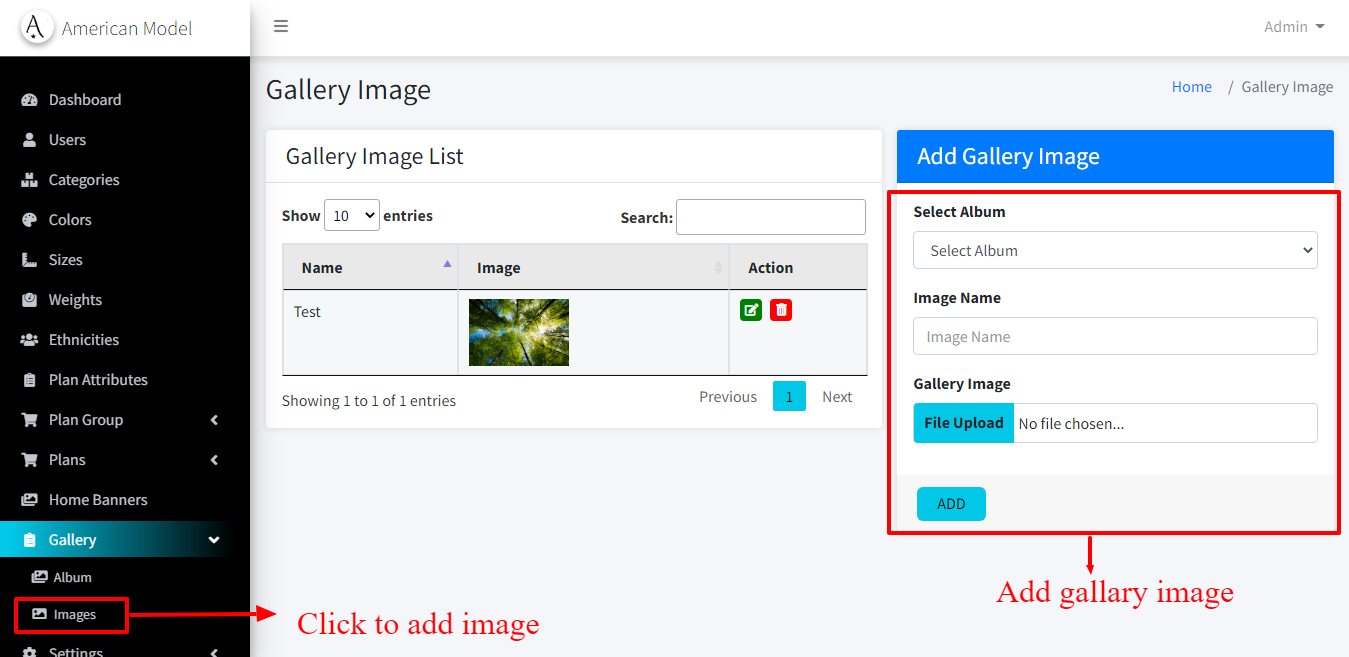 American Model
Admin
Dashboard
Users
Categories
Colors
Sizes
Weights
Ethnicities
Plan Attributes
Plan Group
Plans
Home Banners
Gallery
Album
Images
Settings
Gallery Image
Home / Gallery Image
Gallery Image List
Show 10 entries
Search:
Name Image Action
Test
Showing 1 to 1 of 1 entries
Previous 1 Next
Add Gallery Image
Select Album
Select Album
Image Name
Image Name
Gallery Image
File Upload No file chosen...
ADD
Add gallary image
Click to add image